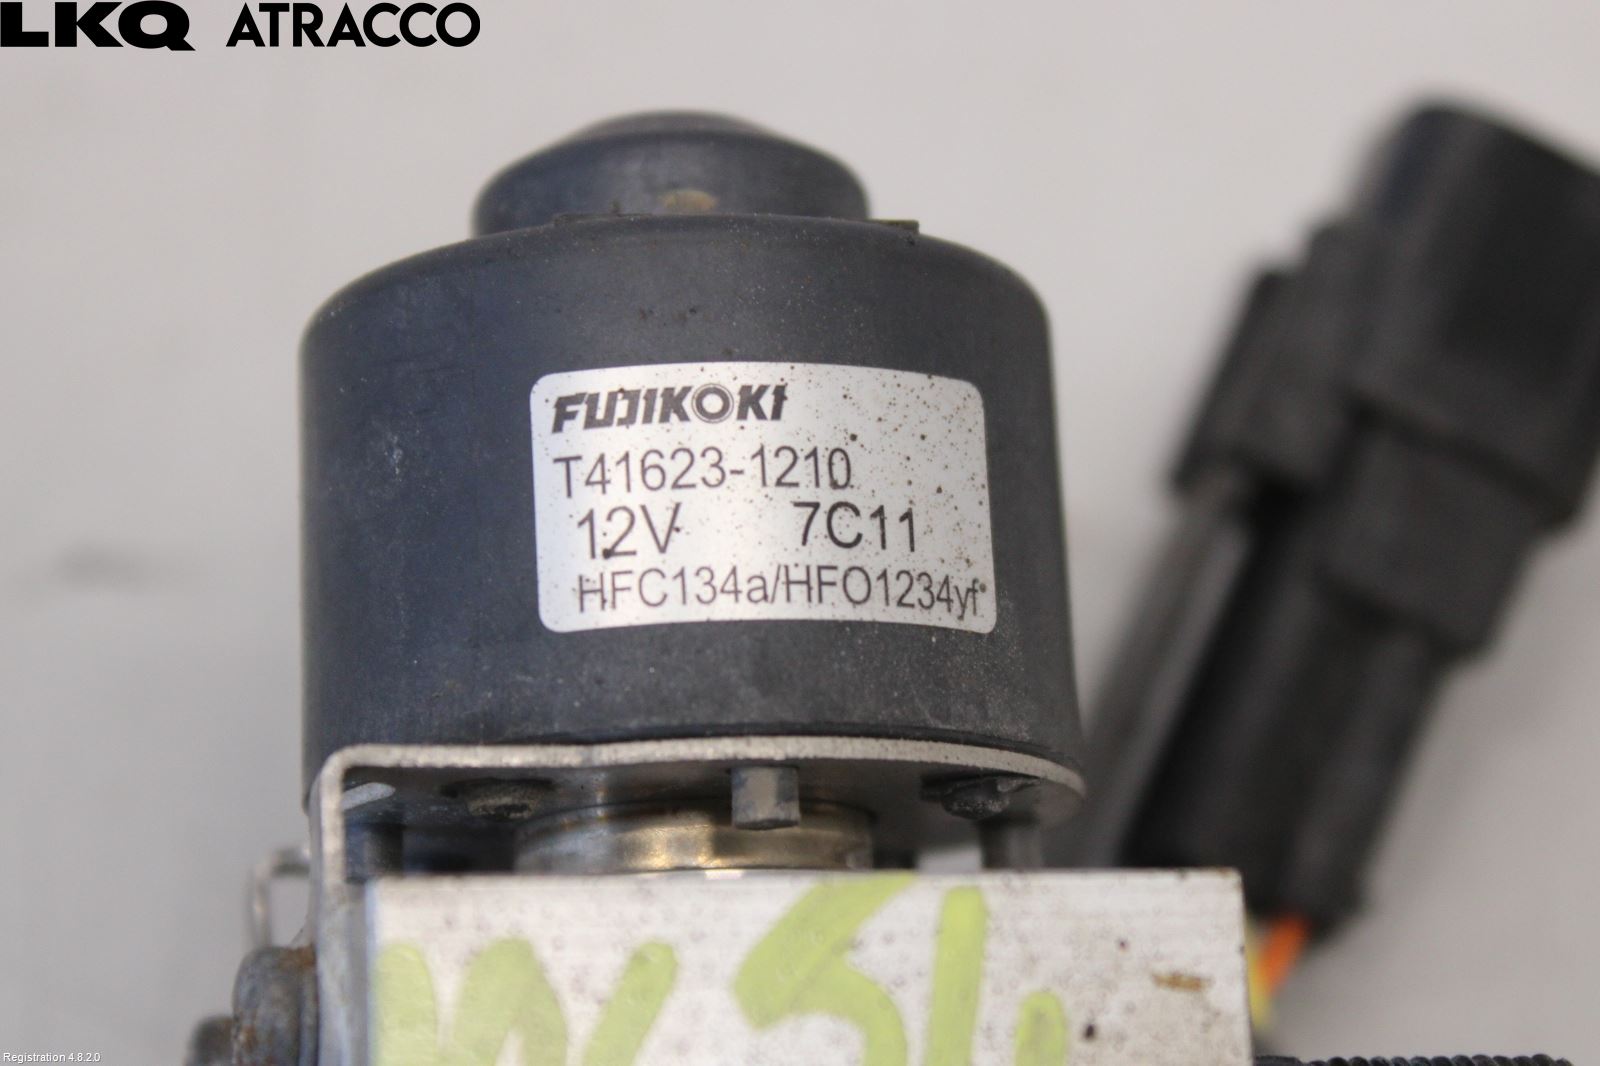 LKQ ATRACCO
FUJIKOKI
T41623-1210
12V 7C11
HFC134a/HFO1234yf
Registration 4.8.2.0